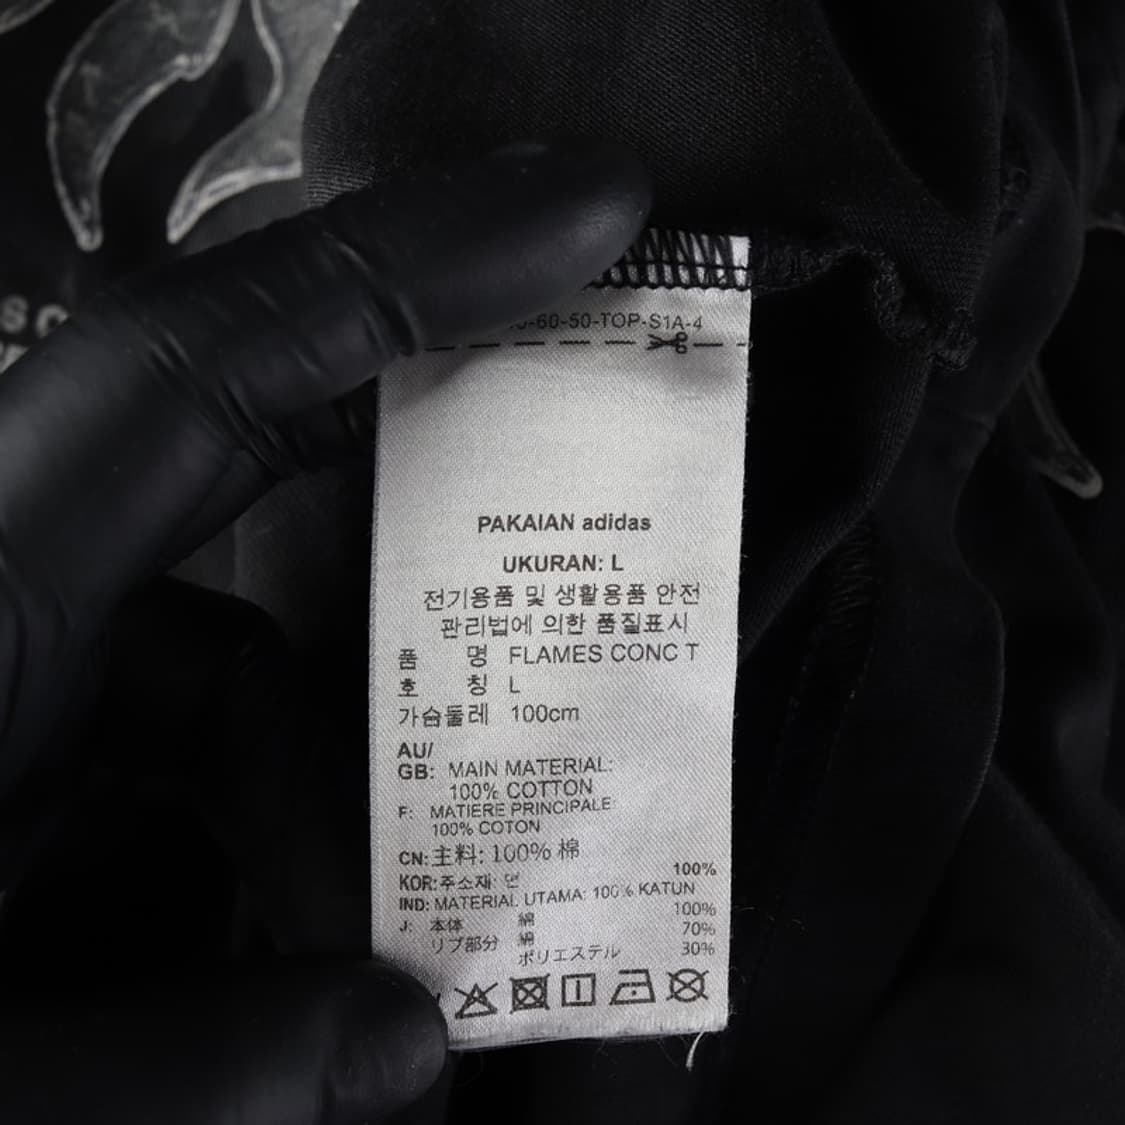 SC
-60-50-TOP-S1A-4
PAKAIAN adidas
UKURAN: L
전기용품 및 생활용품 안전
관리법에 의한 품질표시
품 명 FLAMES CONC T
호 칭 L
가슴둘레 100cm
AU/
GB: MAIN MATERIAL:
100% COTTON
F: MATIERE PRINCIPALE:
100% COTON
CN: 主料: 100% 棉
KOR: 주소재: 면 100%
IND: MATERIAL UTAMA: 100% KATUN
J: 本体 綿 100%
リブ部分 綿 70%
ポリエステル 30%